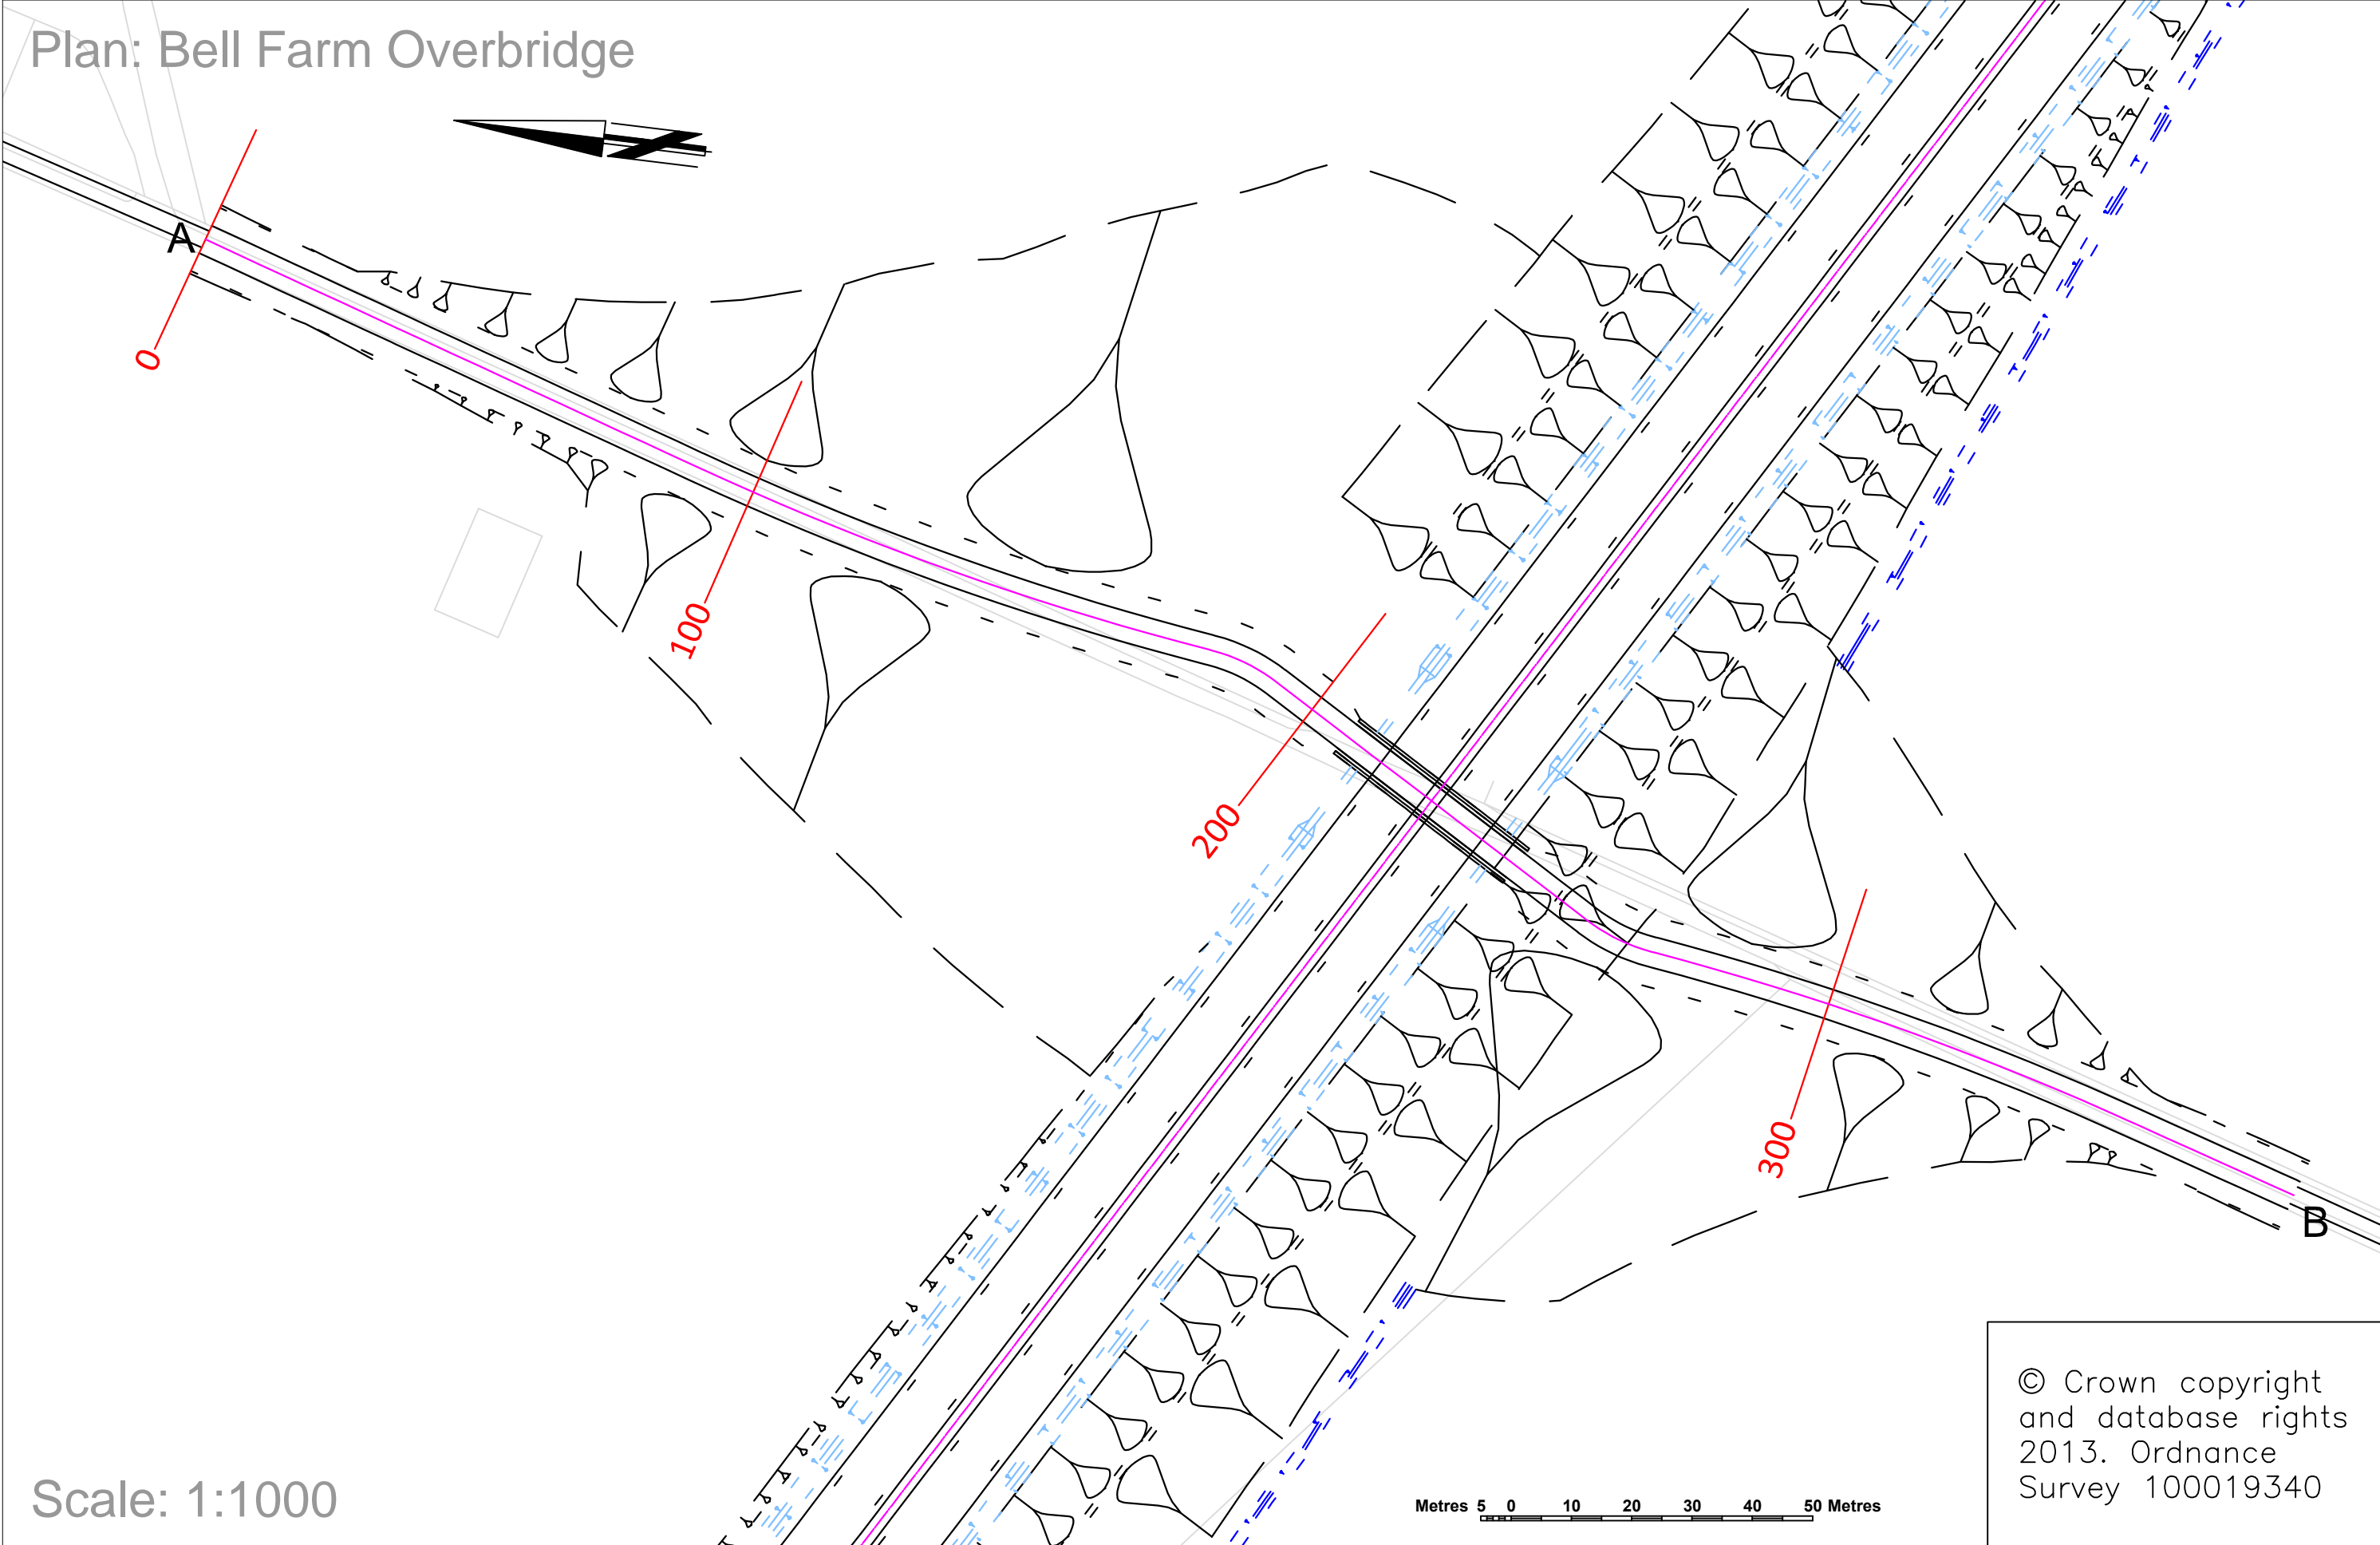 Plan: Bell Farm Overbridge
A
0
100
200
300
B
Scale: 1:1000
Metres 5 0 10 20 30 40 50 Metres
© Crown copyright
and database rights
2013. Ordnance
Survey 100019340